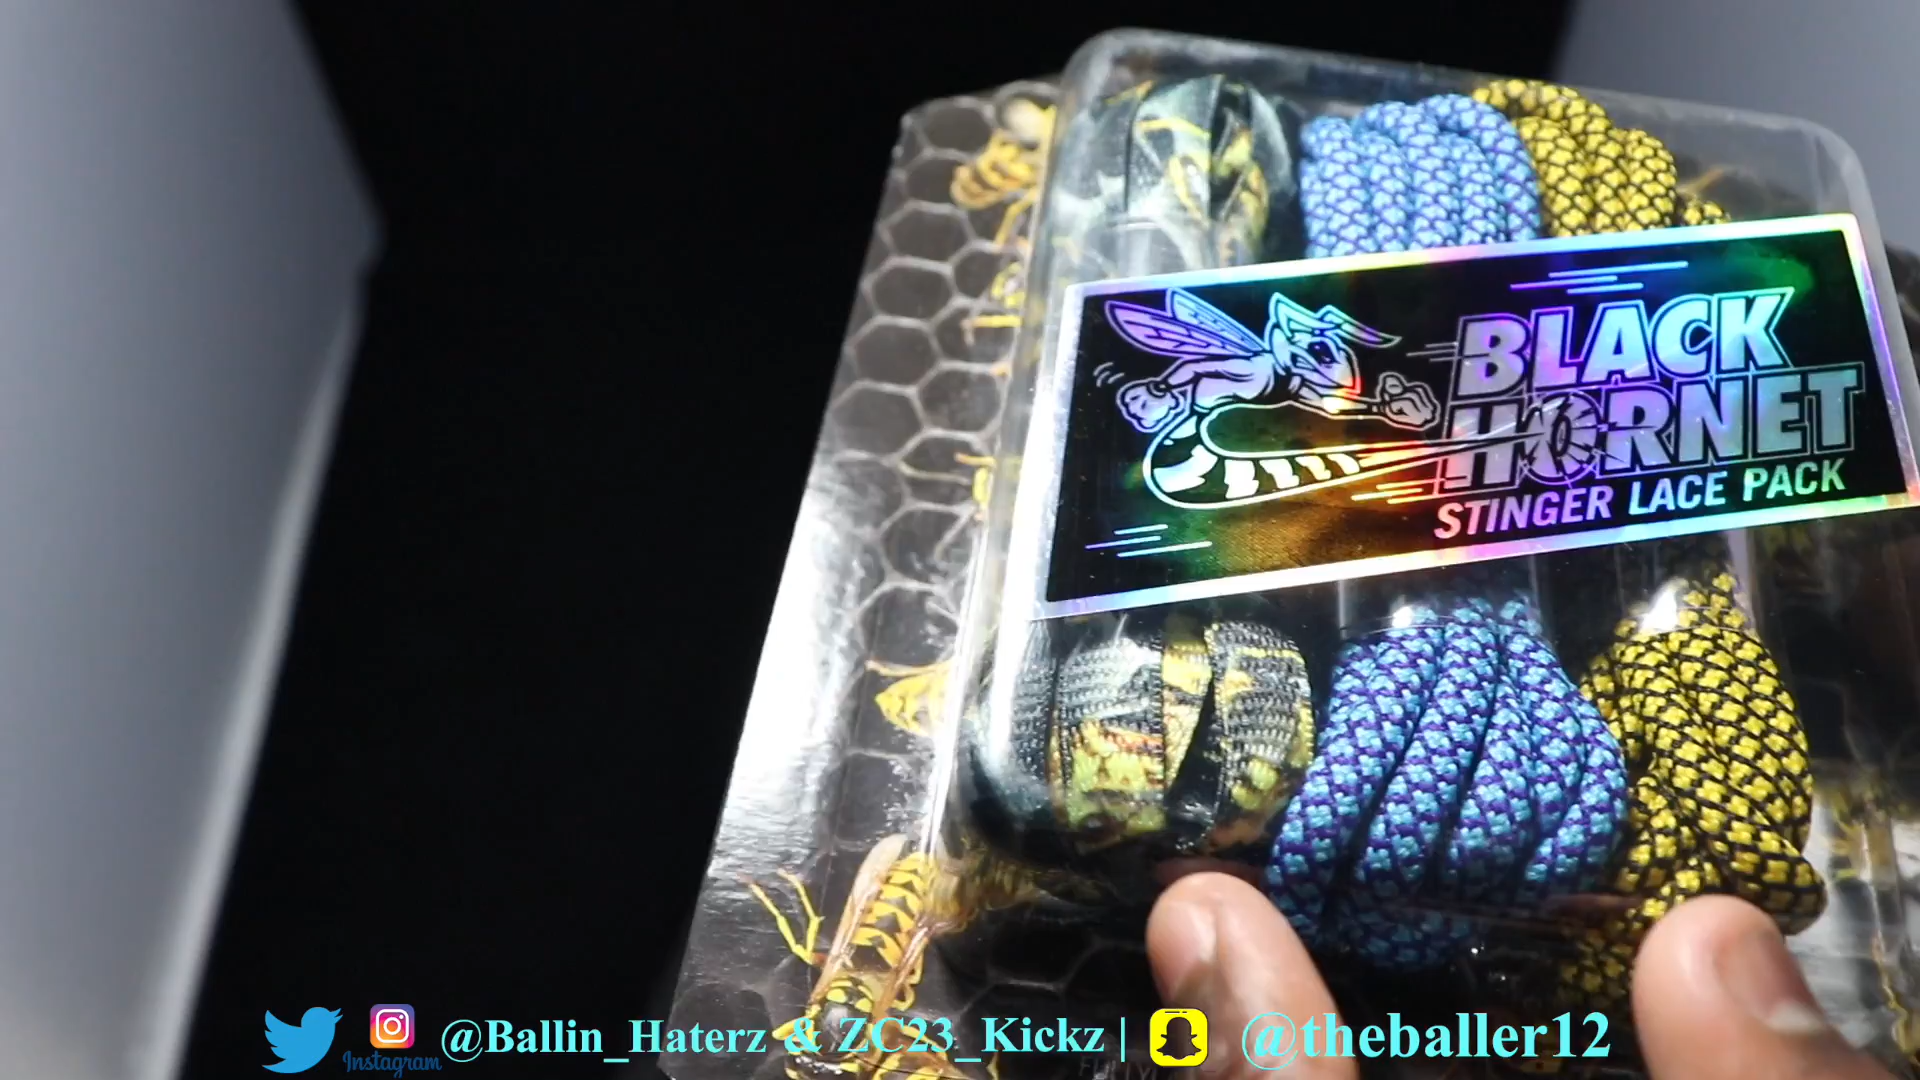 BLACK
HORNET
STINGER LACE PACK
Instagram
@Ballin_Haterz & ZC23_Kickz |
@theballer12